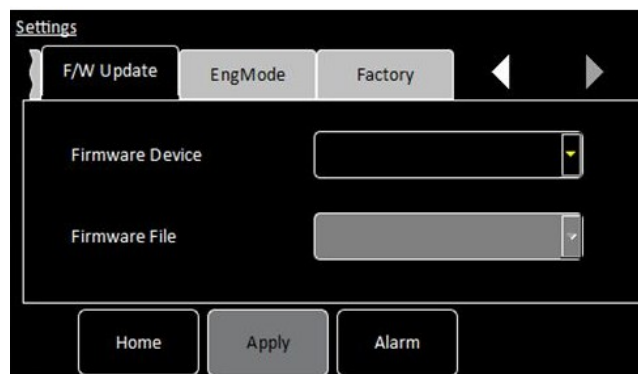 Settings
F/W Update EngMode Factory
Firmware Device
Firmware File
Home Apply Alarm